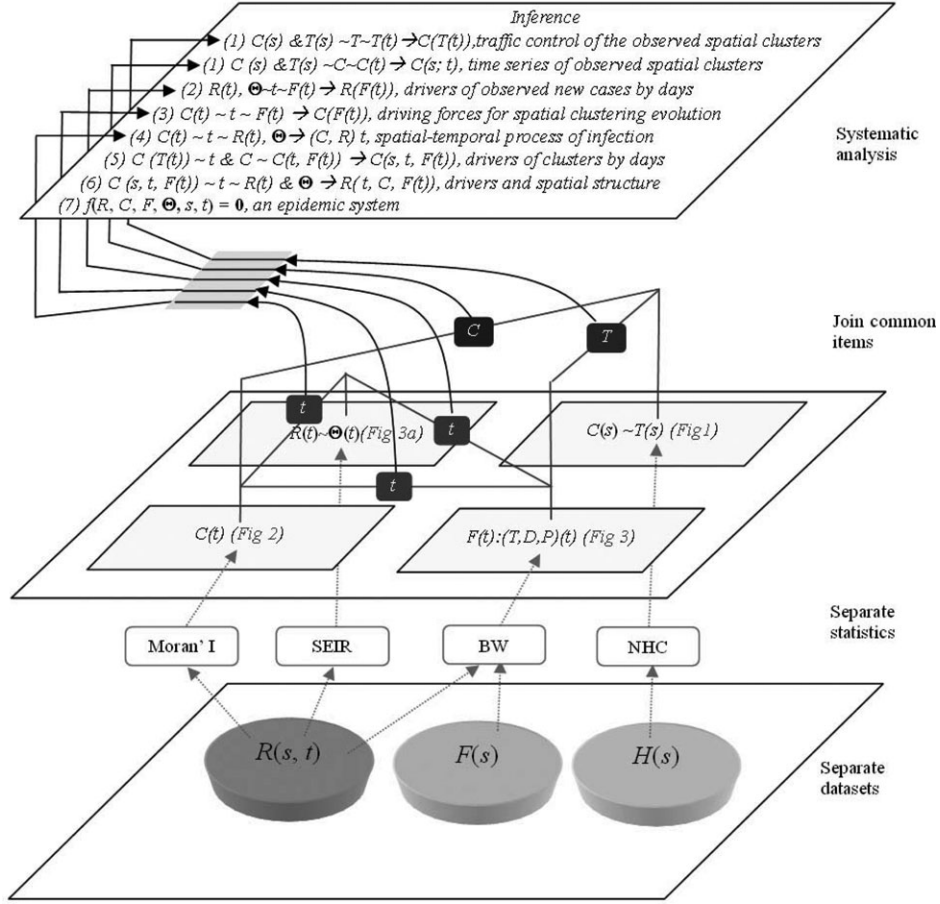 Inference
(1) C(s) &T(s) ~T~T(t) →C(T(t)),traffic control of the observed spatial clusters
(1) C (s) &T(s) ~C~C(t)→ C(s; t), time series of observed spatial clusters
(2) R(t), Θ~t~F(t)→ R(F(t)), drivers of observed new cases by days
(3) C(t) ~ t ~ F(t) → C(F(t)), driving forces for spatial clustering evolution
(4) C(t) ~ t ~ R(t), Θ → (C, R) t, spatial-temporal process of infection
(5) C (T(t)) ~ t & C ~ C(t, F(t)) → C(s, t, F(t)), drivers of clusters by days
(6) C (s, t, F(t)) ~ t ~ R(t) & Θ → R(t, C, F(t)), drivers and spatial structure
(7) f(R, C, F, Θ, s, t) = 0, an epidemic system
Systematic
analysis
Join common
items
C
T
t
t
t
R(t)~Θ(t)(Fig 3a)
C(s) ~T(s) (Fig1)
C(t) (Fig 2)
F(t):(T,D,P)(t) (Fig 3)
Separate
statistics
Moran' I
SEIR
BW
NHC
R(s, t)
F(s)
H(s)
Separate
datasets